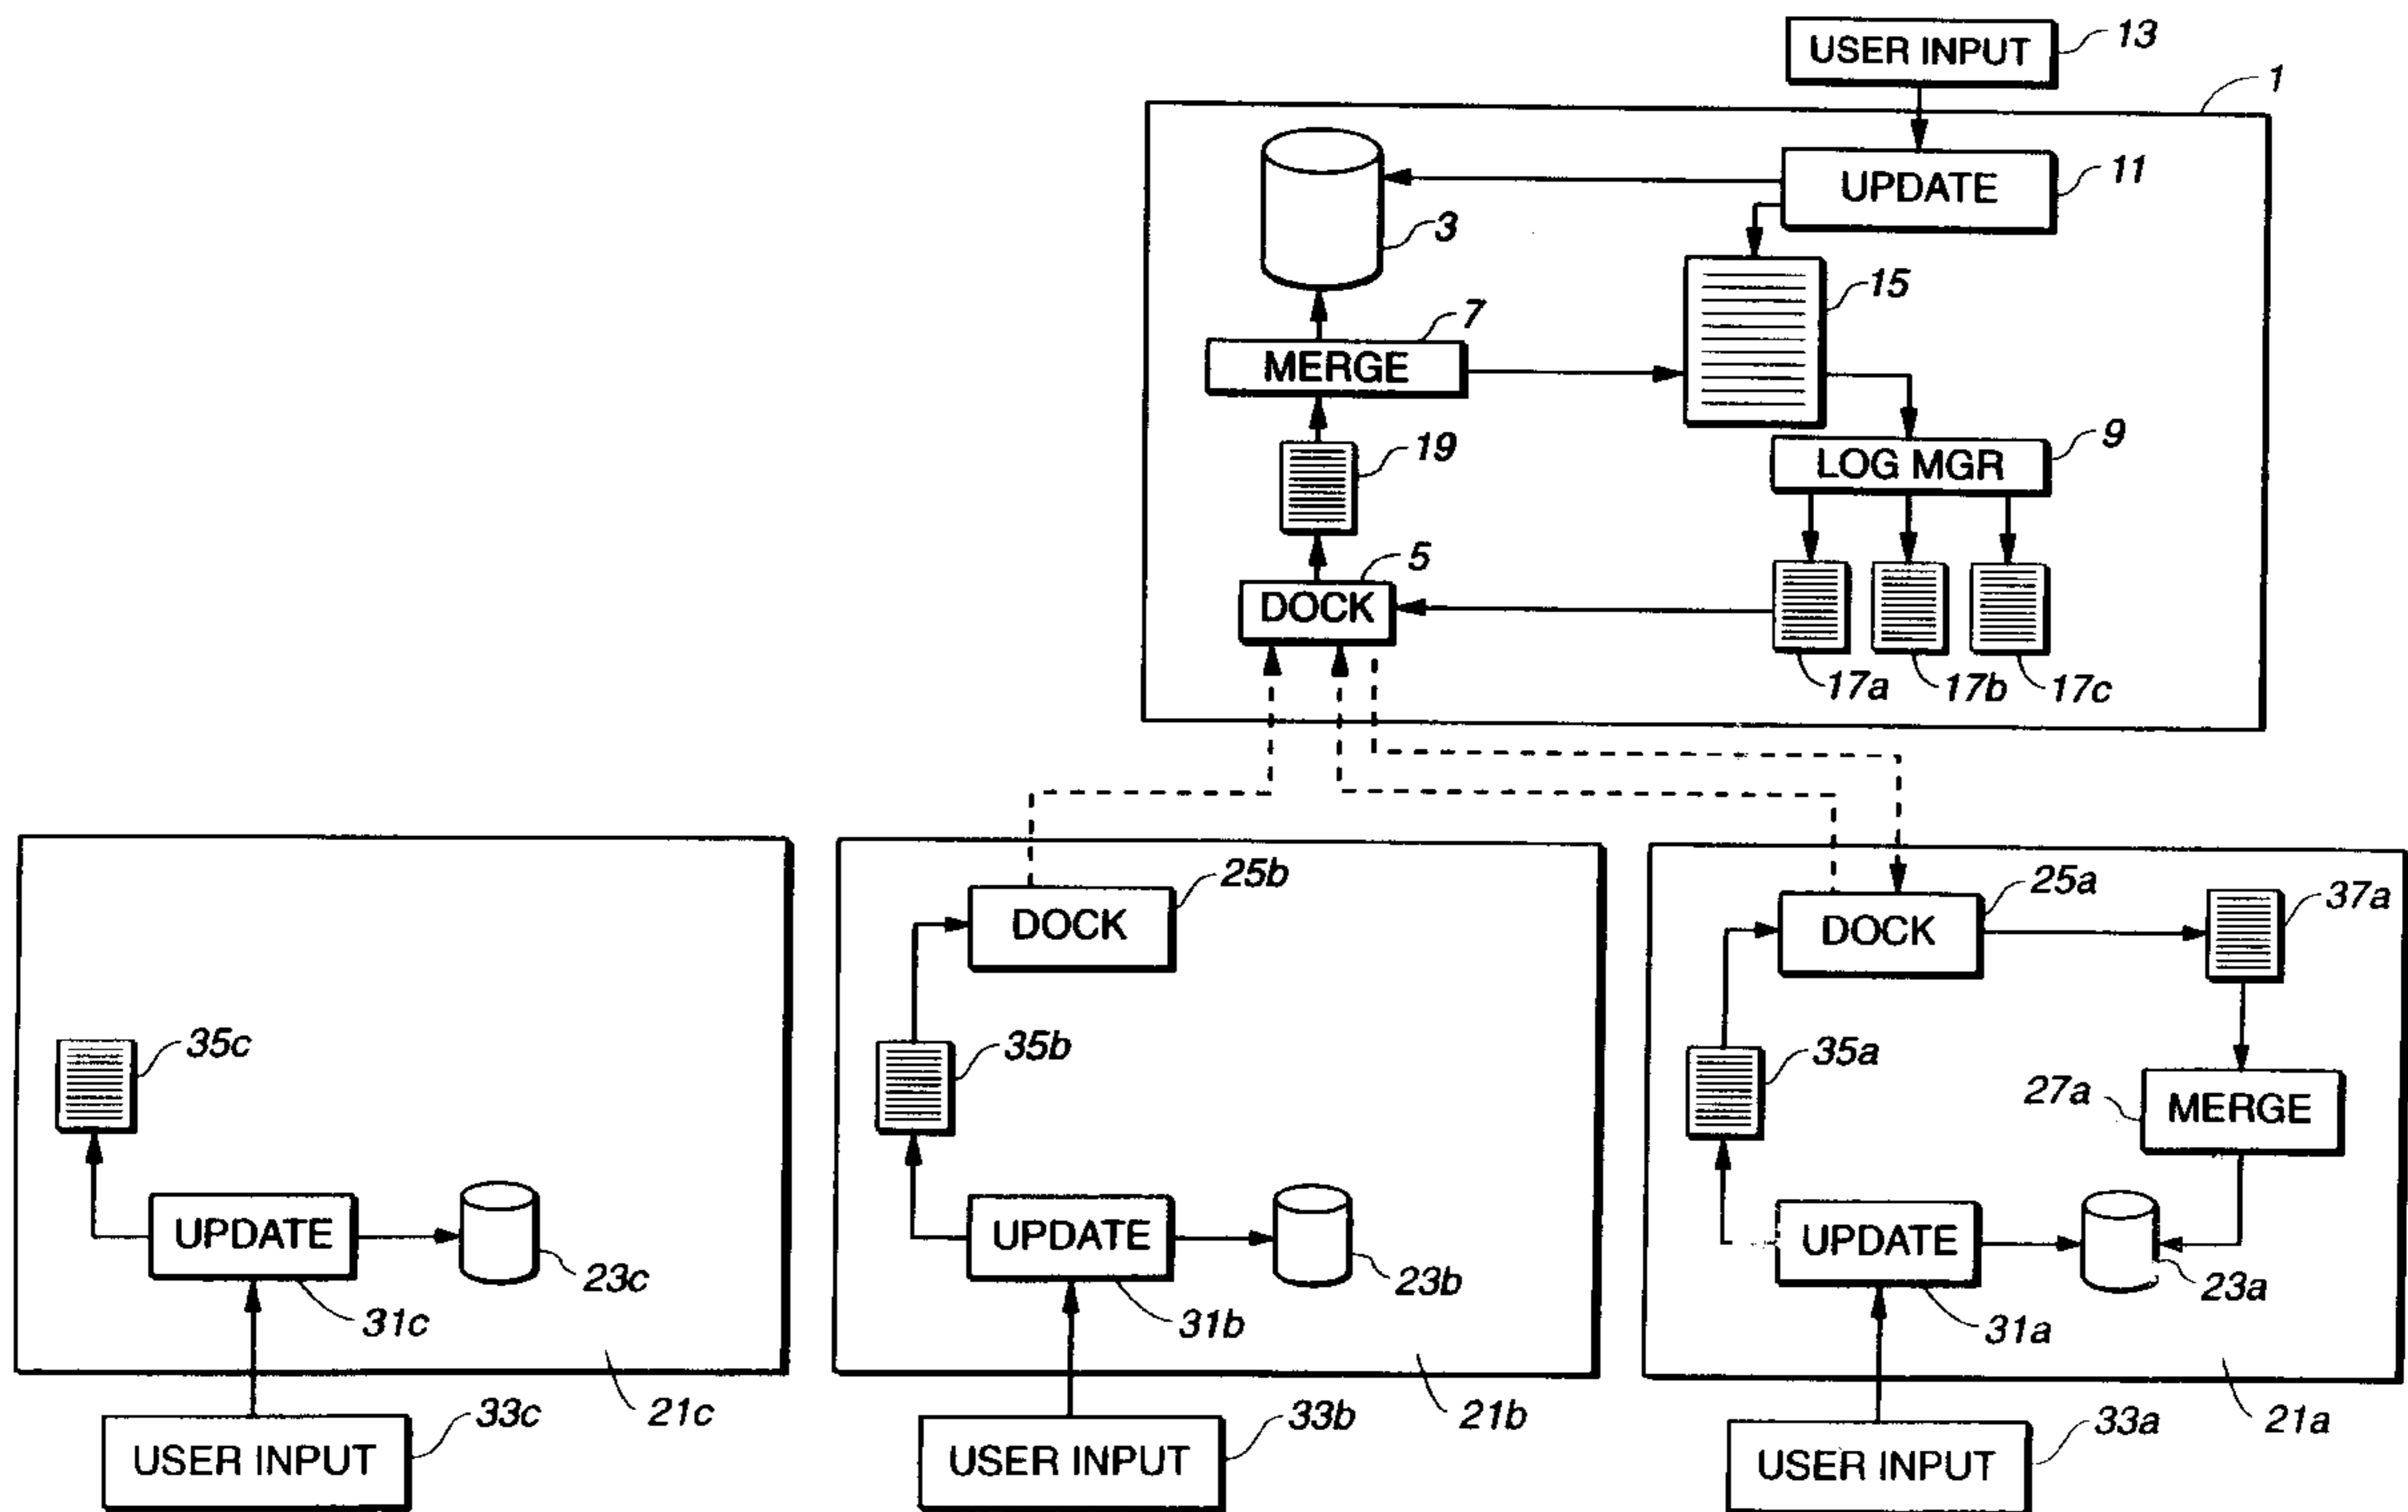 USER INPUT 13
1
UPDATE 11
3
15
7
MERGE
19
9
LOG MGR
5
DOCK
17a 17b 17c
25b
DOCK
25a
DOCK
37a
35c
35b
35a
27a
MERGE
UPDATE
UPDATE
UPDATE
23c
23b
23a
31c
31b
31a
21c
21b
21a
33c
33b
33a
USER INPUT
USER INPUT
USER INPUT